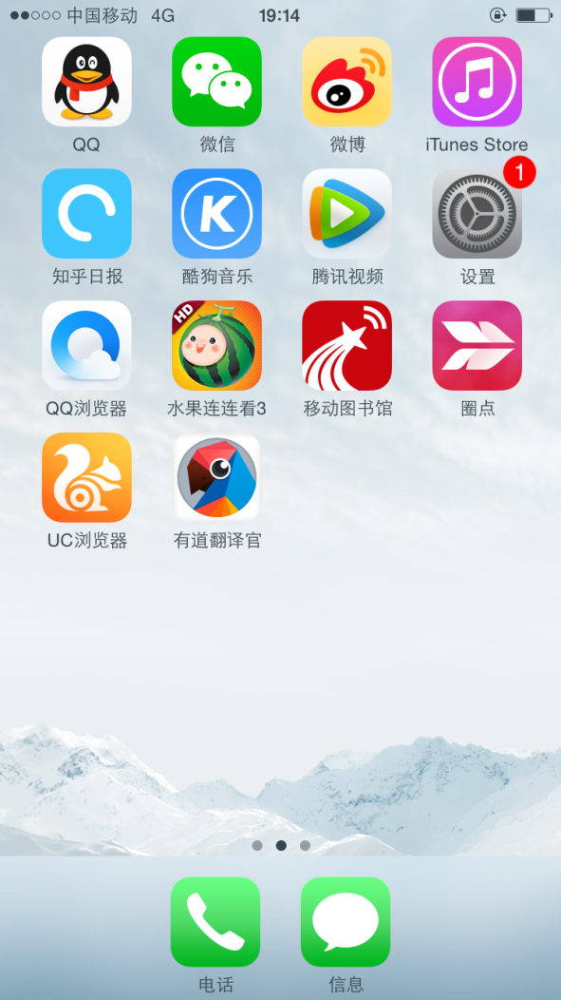 中国移动 4G 19:14
QQ 微信 微博 iTunes Store
1
知乎日报 酷狗音乐 腾讯视频 设置
HD
QQ浏览器 水果连连看3 移动图书馆 圈点
UC浏览器 有道翻译官
电话 信息